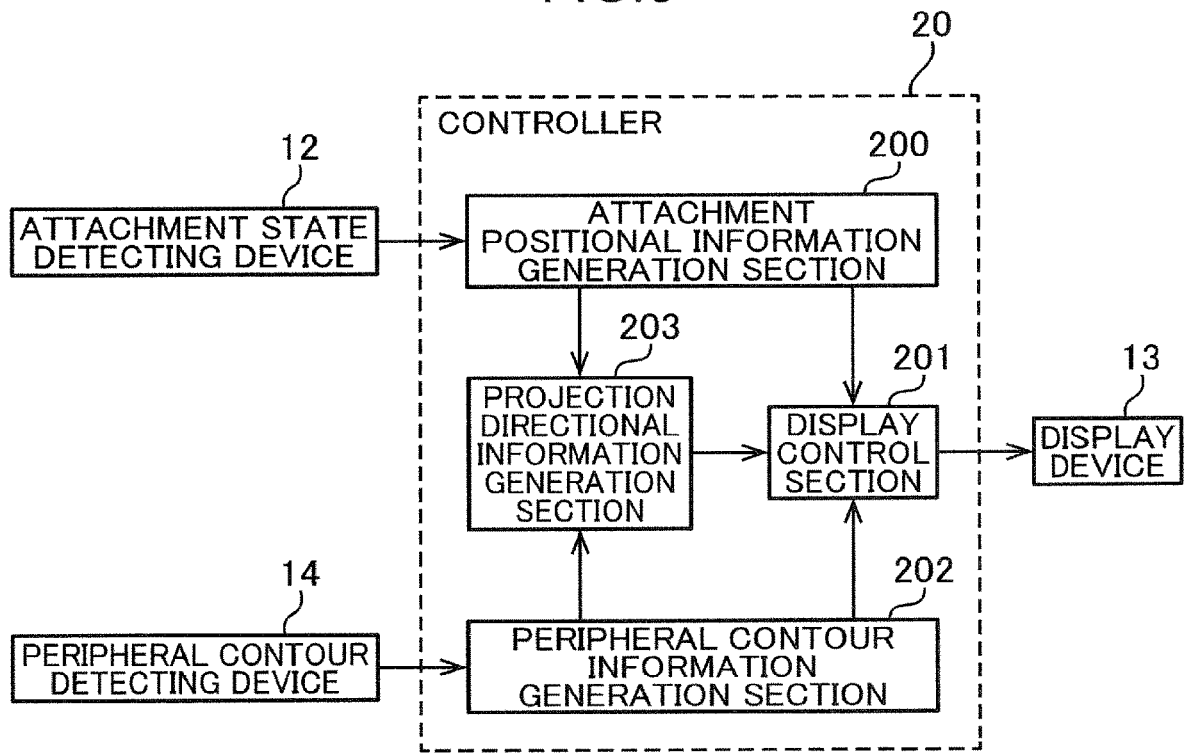 20
CONTROLLER
12
ATTACHMENT STATE
DETECTING DEVICE
200
ATTACHMENT
POSITIONAL INFORMATION
GENERATION SECTION
203
PROJECTION
DIRECTIONAL
INFORMATION
GENERATION
SECTION
201
DISPLAY
CONTROL
SECTION
13
DISPLAY
DEVICE
14
PERIPHERAL CONTOUR
DETECTING DEVICE
202
PERIPHERAL CONTOUR
INFORMATION
GENERATION SECTION